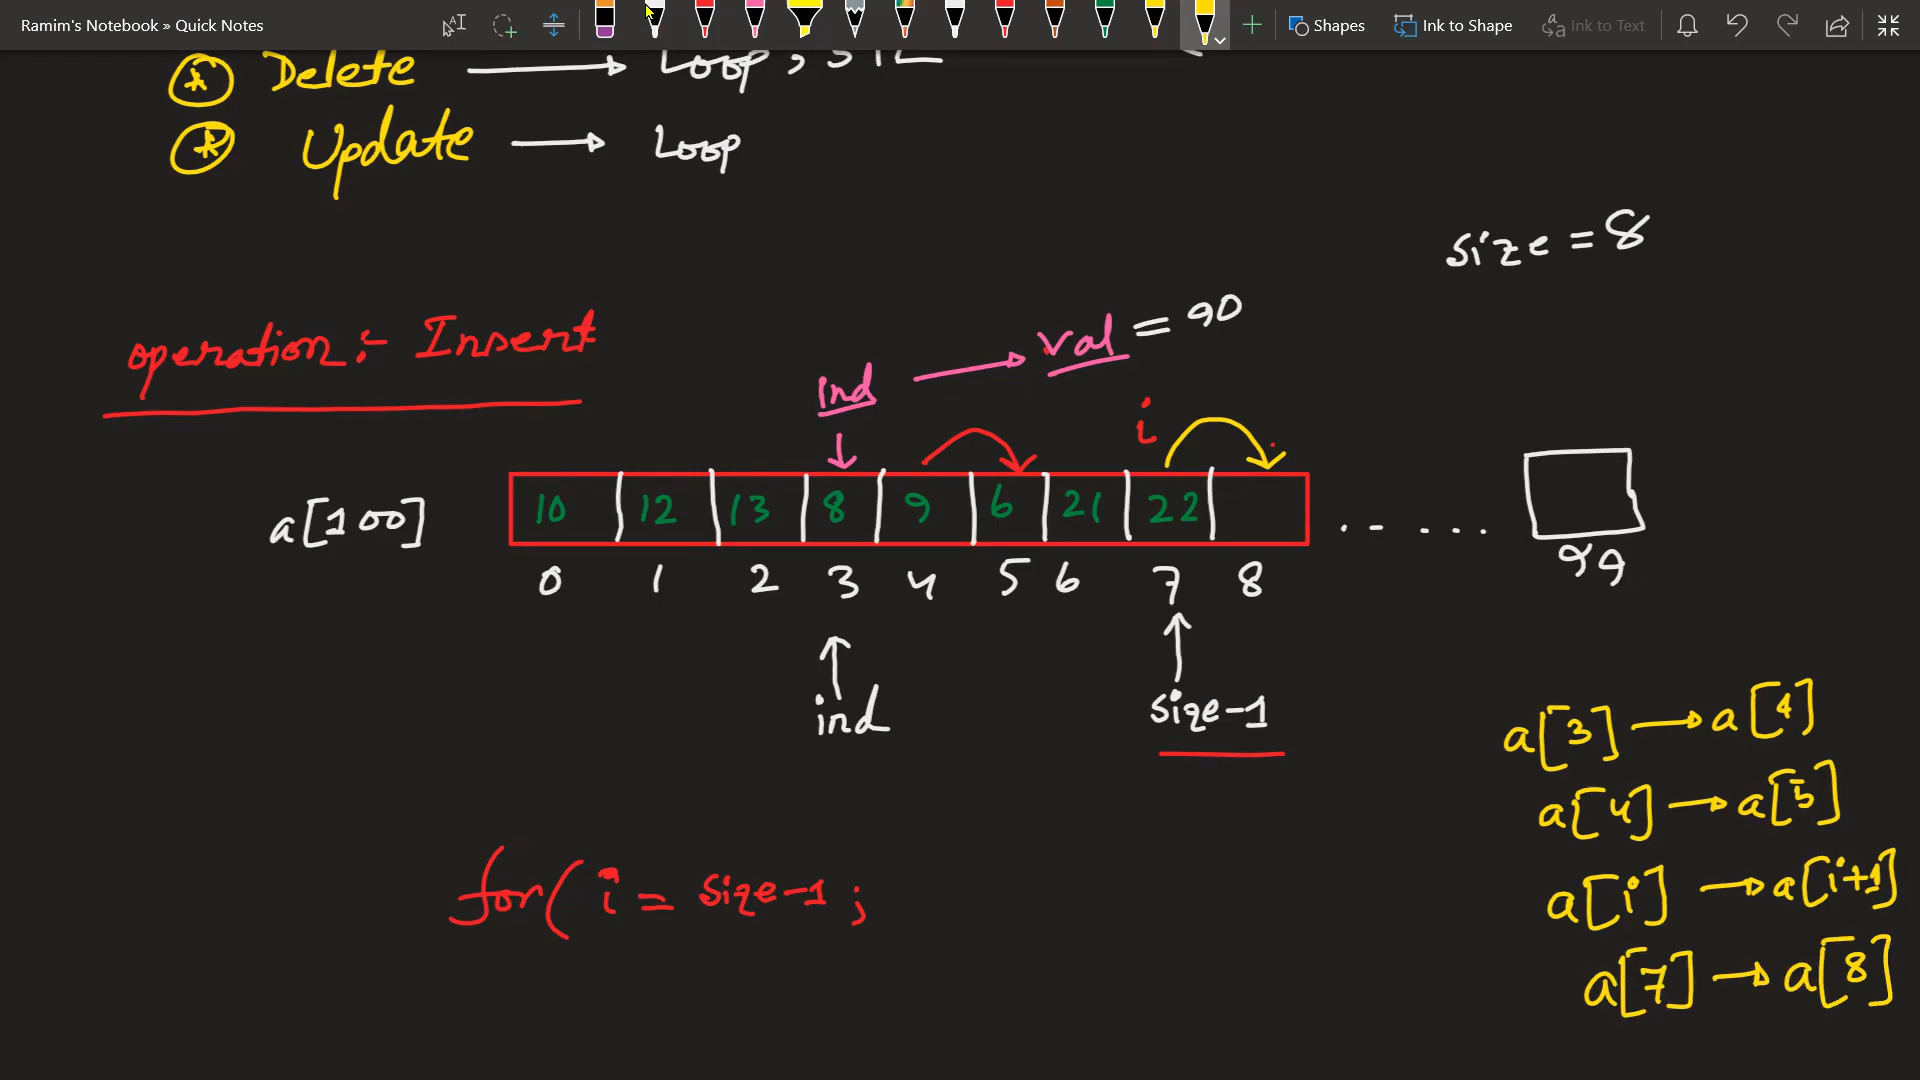 Ramim's Notebook » Quick Notes
Shapes
Ink to Shape
Ink to Text
* Delete → Loop, STL
* Update → Loop
size = 8
operation :- Insert
ind → val = 90
i
a[100]
10 12 13 8 9 6 21 22
..  ...
0 1 2 3 4 5 6 7 8
99
ind
size-1
a[3] → a[4]
a[4] → a[5]
a[i] → a[i+1]
a[7] → a[8]
for( i = size-1 ;